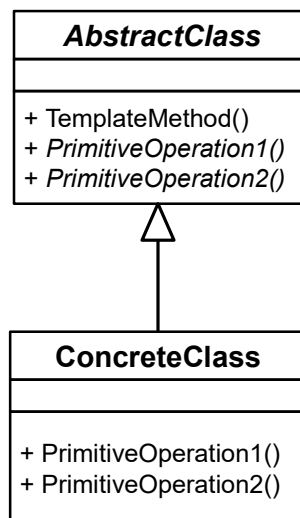 AbstractClass
+ TemplateMethod()
+ PrimitiveOperation1()
+ PrimitiveOperation2()
ConcreteClass
+ PrimitiveOperation1()
+ PrimitiveOperation2()